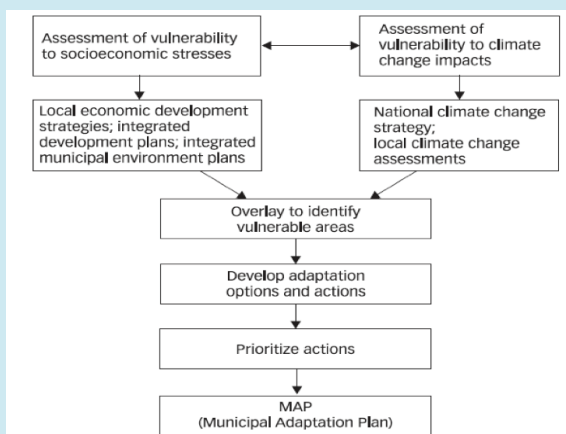 Assessment of vulnerability
to socioeconomic stresses
Assessment of
vulnerability to climate
change impacts
Local economic development
strategies; integrated
development plans; integrated
municipal environment plans
National climate change
strategy;
local climate change
assessments
Overlay to identify
vulnerable areas
Develop adaptation
options and actions
Prioritize actions
MAP
(Municipal Adaptation Plan)